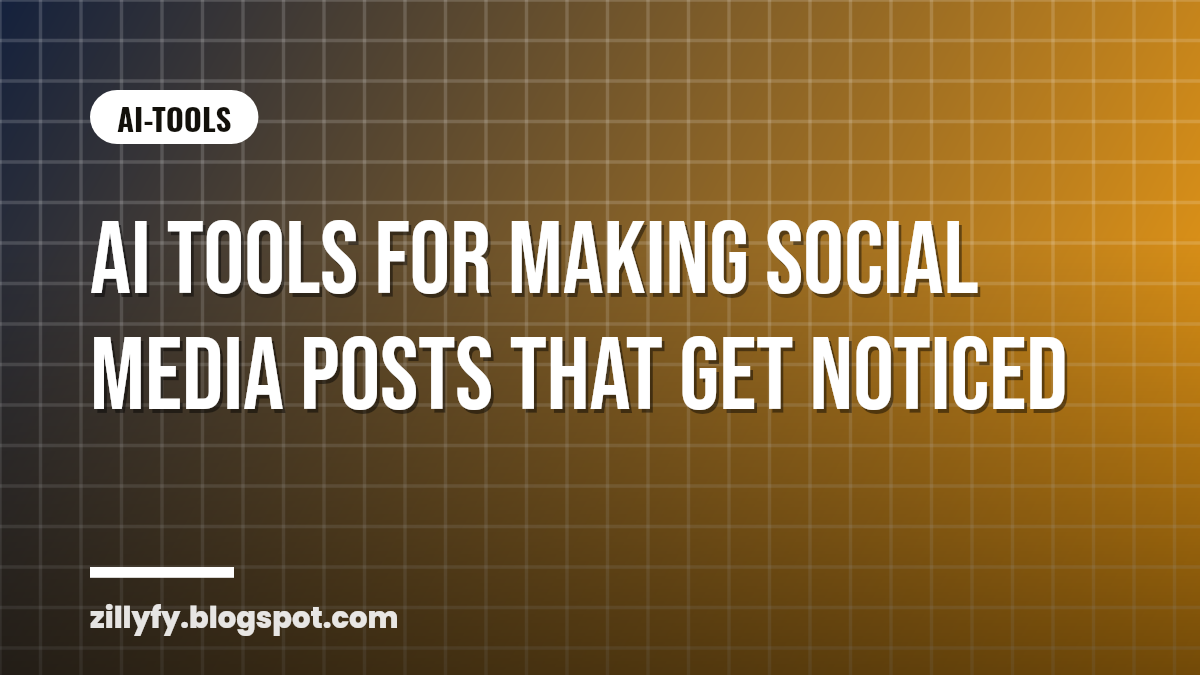 AI-TOOLS
AI TOOLS FOR MAKING SOCIAL
MEDIA POSTS THAT GET NOTICED
zillyfy.blogspot.com